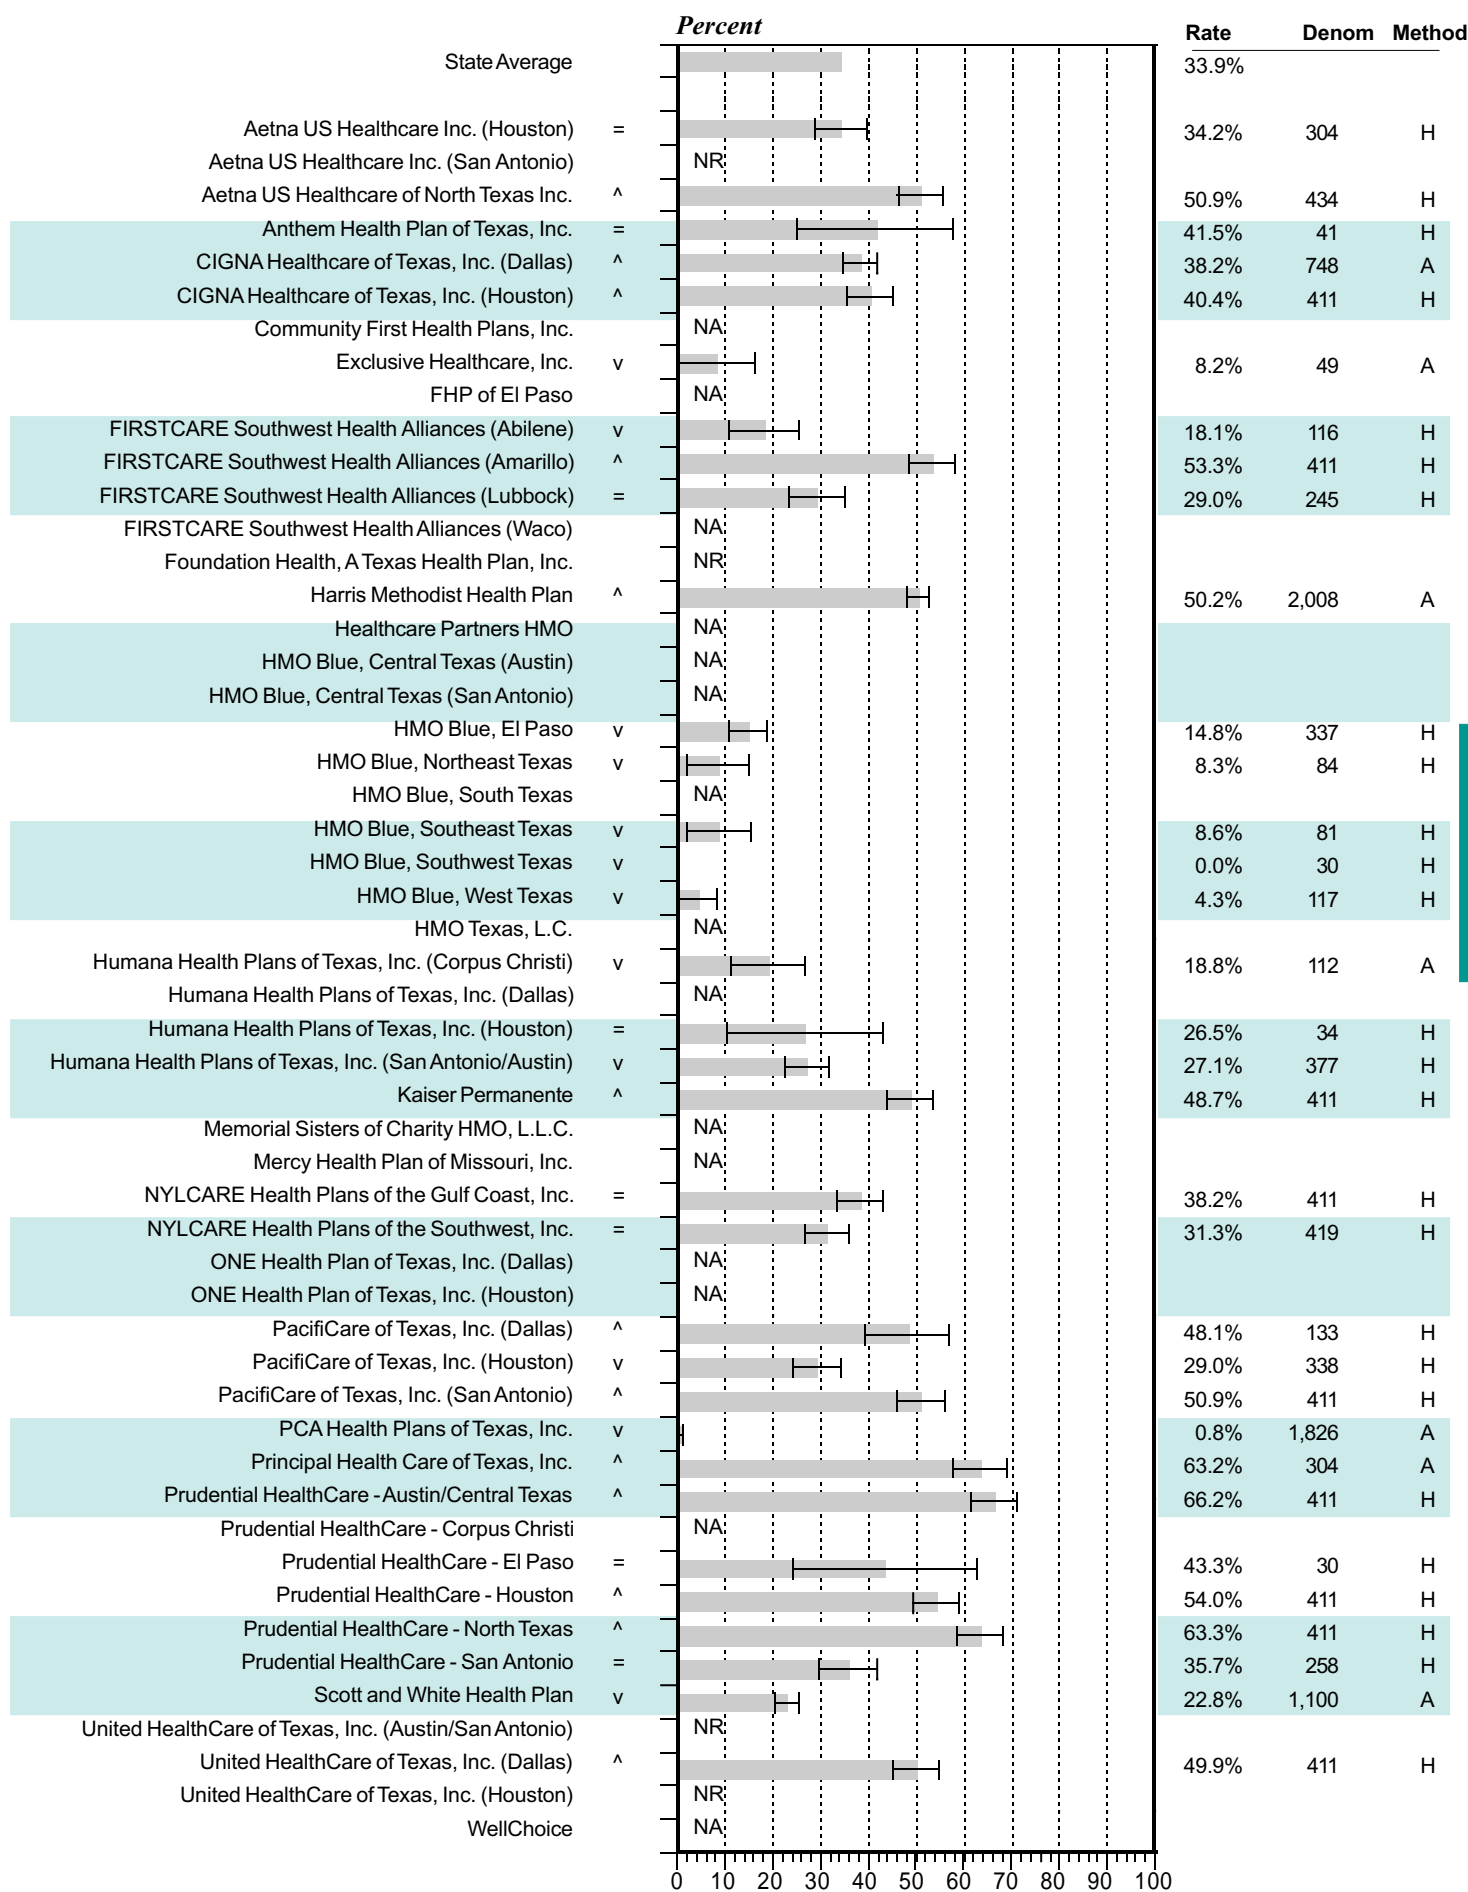 Percent Rate Denom Method
State Average 33.9%
Aetna US Healthcare Inc. (Houston) = 34.2% 304 H
Aetna US Healthcare Inc. (San Antonio) NR
Aetna US Healthcare of North Texas Inc. ^ 50.9% 434 H
Anthem Health Plan of Texas, Inc. = 41.5% 41 H
CIGNA Healthcare of Texas, Inc. (Dallas) ^ 38.2% 748 A
CIGNA Healthcare of Texas, Inc. (Houston) ^ 40.4% 411 H
Community First Health Plans, Inc. NA
Exclusive Healthcare, Inc. v 8.2% 49 A
FHP of El Paso NA
FIRSTCARE Southwest Health Alliances (Abilene) v 18.1% 116 H
FIRSTCARE Southwest Health Alliances (Amarillo) ^ 53.3% 411 H
FIRSTCARE Southwest Health Alliances (Lubbock) = 29.0% 245 H
FIRSTCARE Southwest Health Alliances (Waco) NA
Foundation Health, A Texas Health Plan, Inc. NR
Harris Methodist Health Plan ^ 50.2% 2,008 A
Healthcare Partners HMO NA
HMO Blue, Central Texas (Austin) NA
HMO Blue, Central Texas (San Antonio) NA
HMO Blue, El Paso v 14.8% 337 H
HMO Blue, Northeast Texas v 8.3% 84 H
HMO Blue, South Texas NA
HMO Blue, Southeast Texas v 8.6% 81 H
HMO Blue, Southwest Texas v 0.0% 30 H
HMO Blue, West Texas v 4.3% 117 H
HMO Texas, L.C. NA
Humana Health Plans of Texas, Inc. (Corpus Christi) v 18.8% 112 A
Humana Health Plans of Texas, Inc. (Dallas) NA
Humana Health Plans of Texas, Inc. (Houston) = 26.5% 34 H
Humana Health Plans of Texas, Inc. (San Antonio/Austin) v 27.1% 377 H
Kaiser Permanente ^ 48.7% 411 H
Memorial Sisters of Charity HMO, L.L.C. NA
Mercy Health Plan of Missouri, Inc. NA
NYLCARE Health Plans of the Gulf Coast, Inc. = 38.2% 411 H
NYLCARE Health Plans of the Southwest, Inc. = 31.3% 419 H
ONE Health Plan of Texas, Inc. (Dallas) NA
ONE Health Plan of Texas, Inc. (Houston) NA
PacifiCare of Texas, Inc. (Dallas) ^ 48.1% 133 H
PacifiCare of Texas, Inc. (Houston) v 29.0% 338 H
PacifiCare of Texas, Inc. (San Antonio) ^ 50.9% 411 H
PCA Health Plans of Texas, Inc. v 0.8% 1,826 A
Principal Health Care of Texas, Inc. ^ 63.2% 304 A
Prudential HealthCare - Austin/Central Texas ^ 66.2% 411 H
Prudential HealthCare - Corpus Christi NA
Prudential HealthCare - El Paso = 43.3% 30 H
Prudential HealthCare - Houston ^ 54.0% 411 H
Prudential HealthCare - North Texas ^ 63.3% 411 H
Prudential HealthCare - San Antonio = 35.7% 258 H
Scott and White Health Plan v 22.8% 1,100 A
United HealthCare of Texas, Inc. (Austin/San Antonio) NR
United HealthCare of Texas, Inc. (Dallas) ^ 49.9% 411 H
United HealthCare of Texas, Inc. (Houston) NR
WellChoice NA
0 10 20 30 40 50 60 70 80 90 100